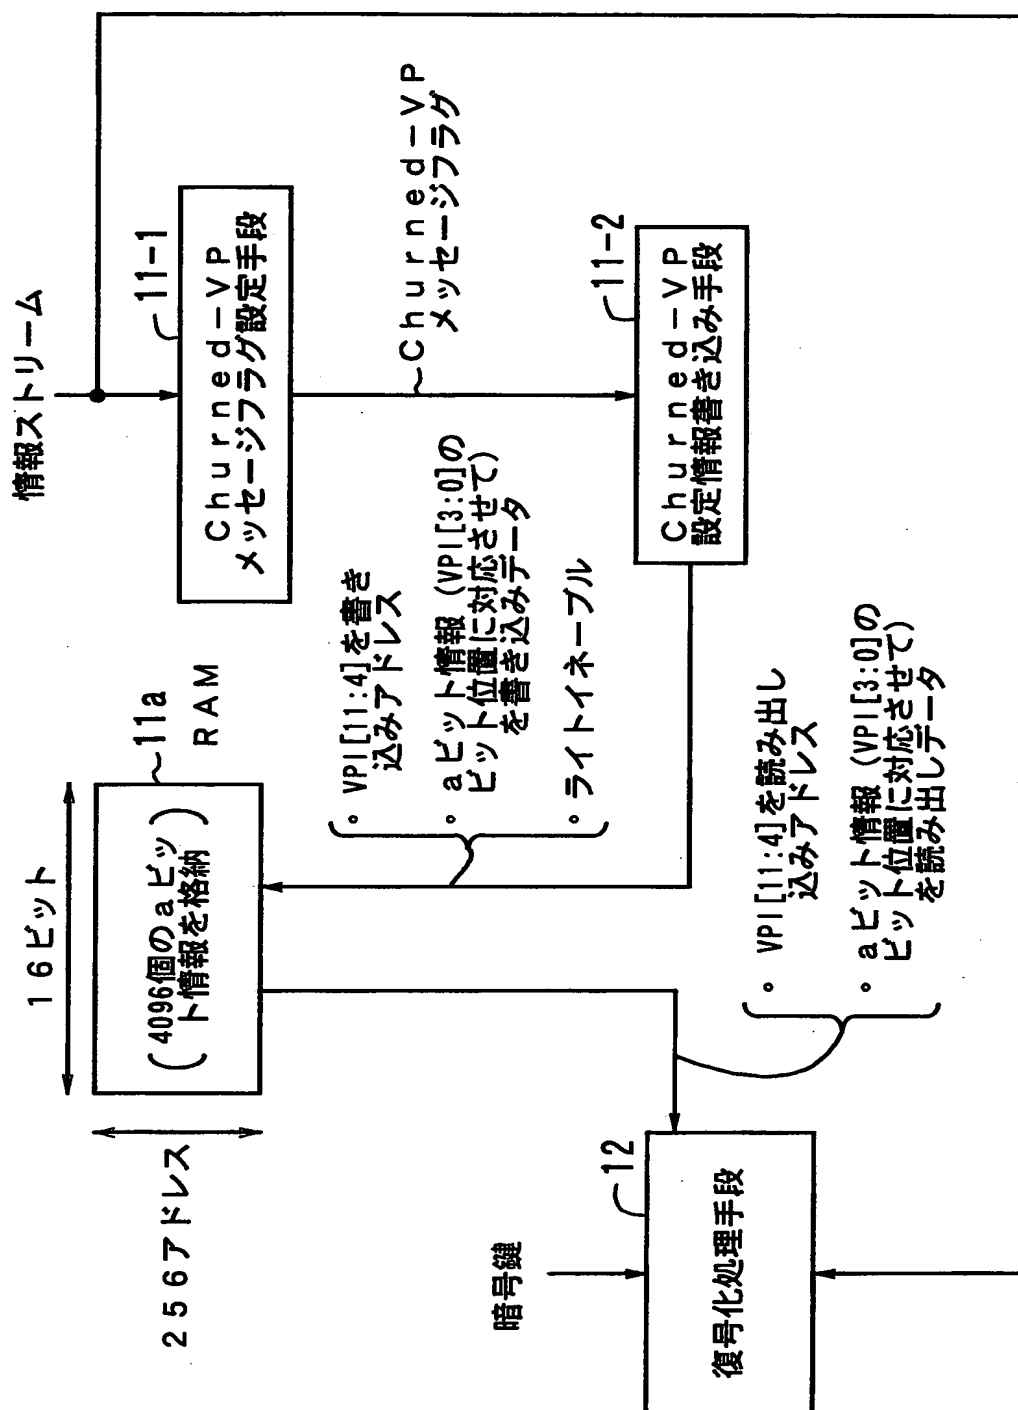 情報ストリーム
11-1
Churned-VP
メッセージフラグ設定手段
Churned-VP
メッセージフラグ
11-2
Churned-VP
設定情報書き込み手段
16ビット
11a
RAM
256アドレス
(4096個のaビッ
ト情報を格納)
。VPI[11:4]を書き
込みアドレス
。aビット情報(VPI[3:0]の
ビット位置に対応させて)
を書き込みデータ
。ライトイネーブル
。VPI[11:4]を読み出し
込みアドレス
。aビット情報(VPI[3:0]の
ビット位置に対応させて)
を読み出しデータ
暗号鍵
12
復号化処理手段